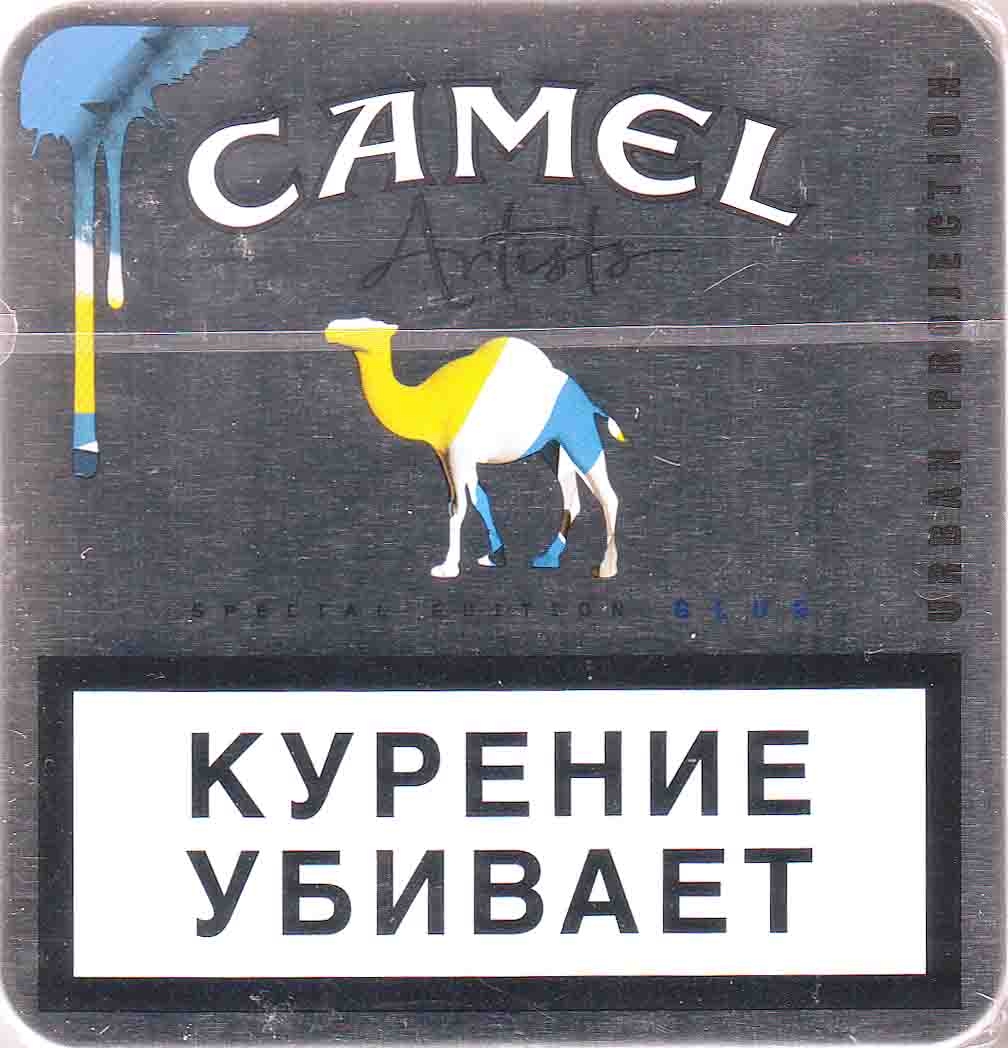 CAMEL
Artists
URBAN PROJECTION
SPECIAL EDITION BLUE
КУРЕНИЕ
УБИВАЕТ